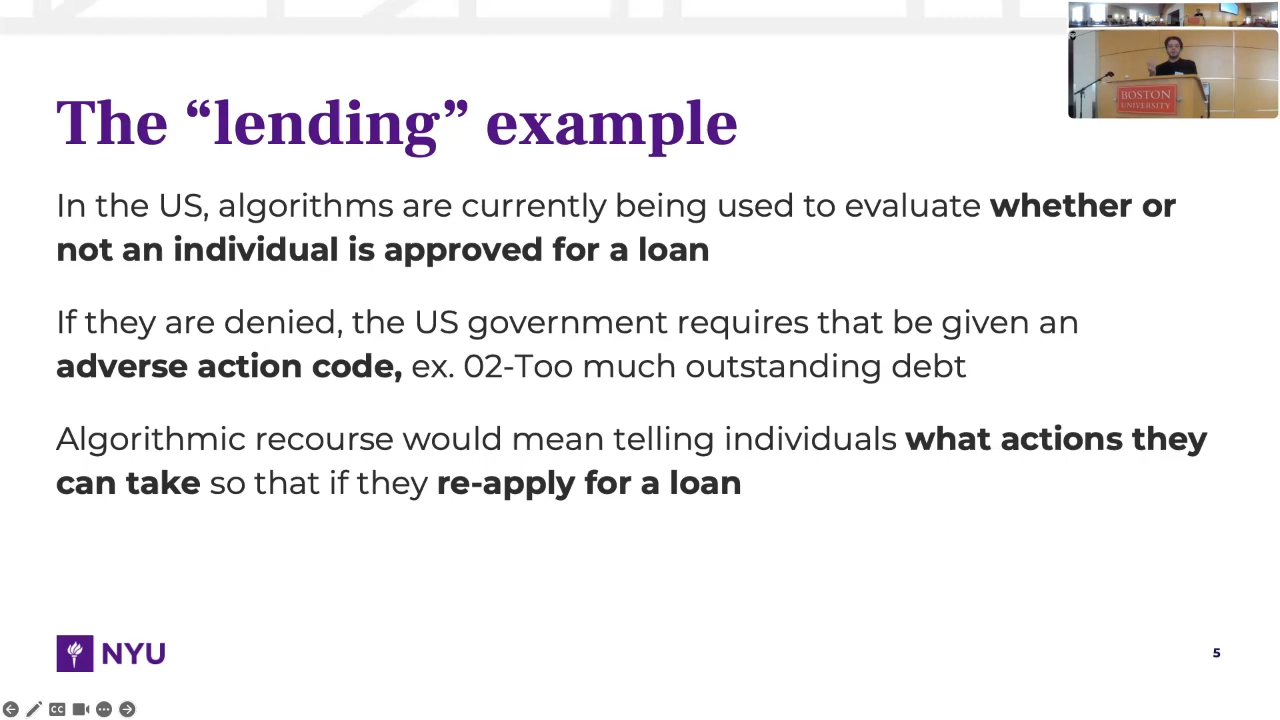 BOSTON
UNIVERSITY
The “lending” example
In the US, algorithms are currently being used to evaluate whether or
not an individual is approved for a loan
If they are denied, the US government requires that be given an
adverse action code, ex. 02-Too much outstanding debt
Algorithmic recourse would mean telling individuals what actions they
can take so that if they re-apply for a loan
NYU
5
CC